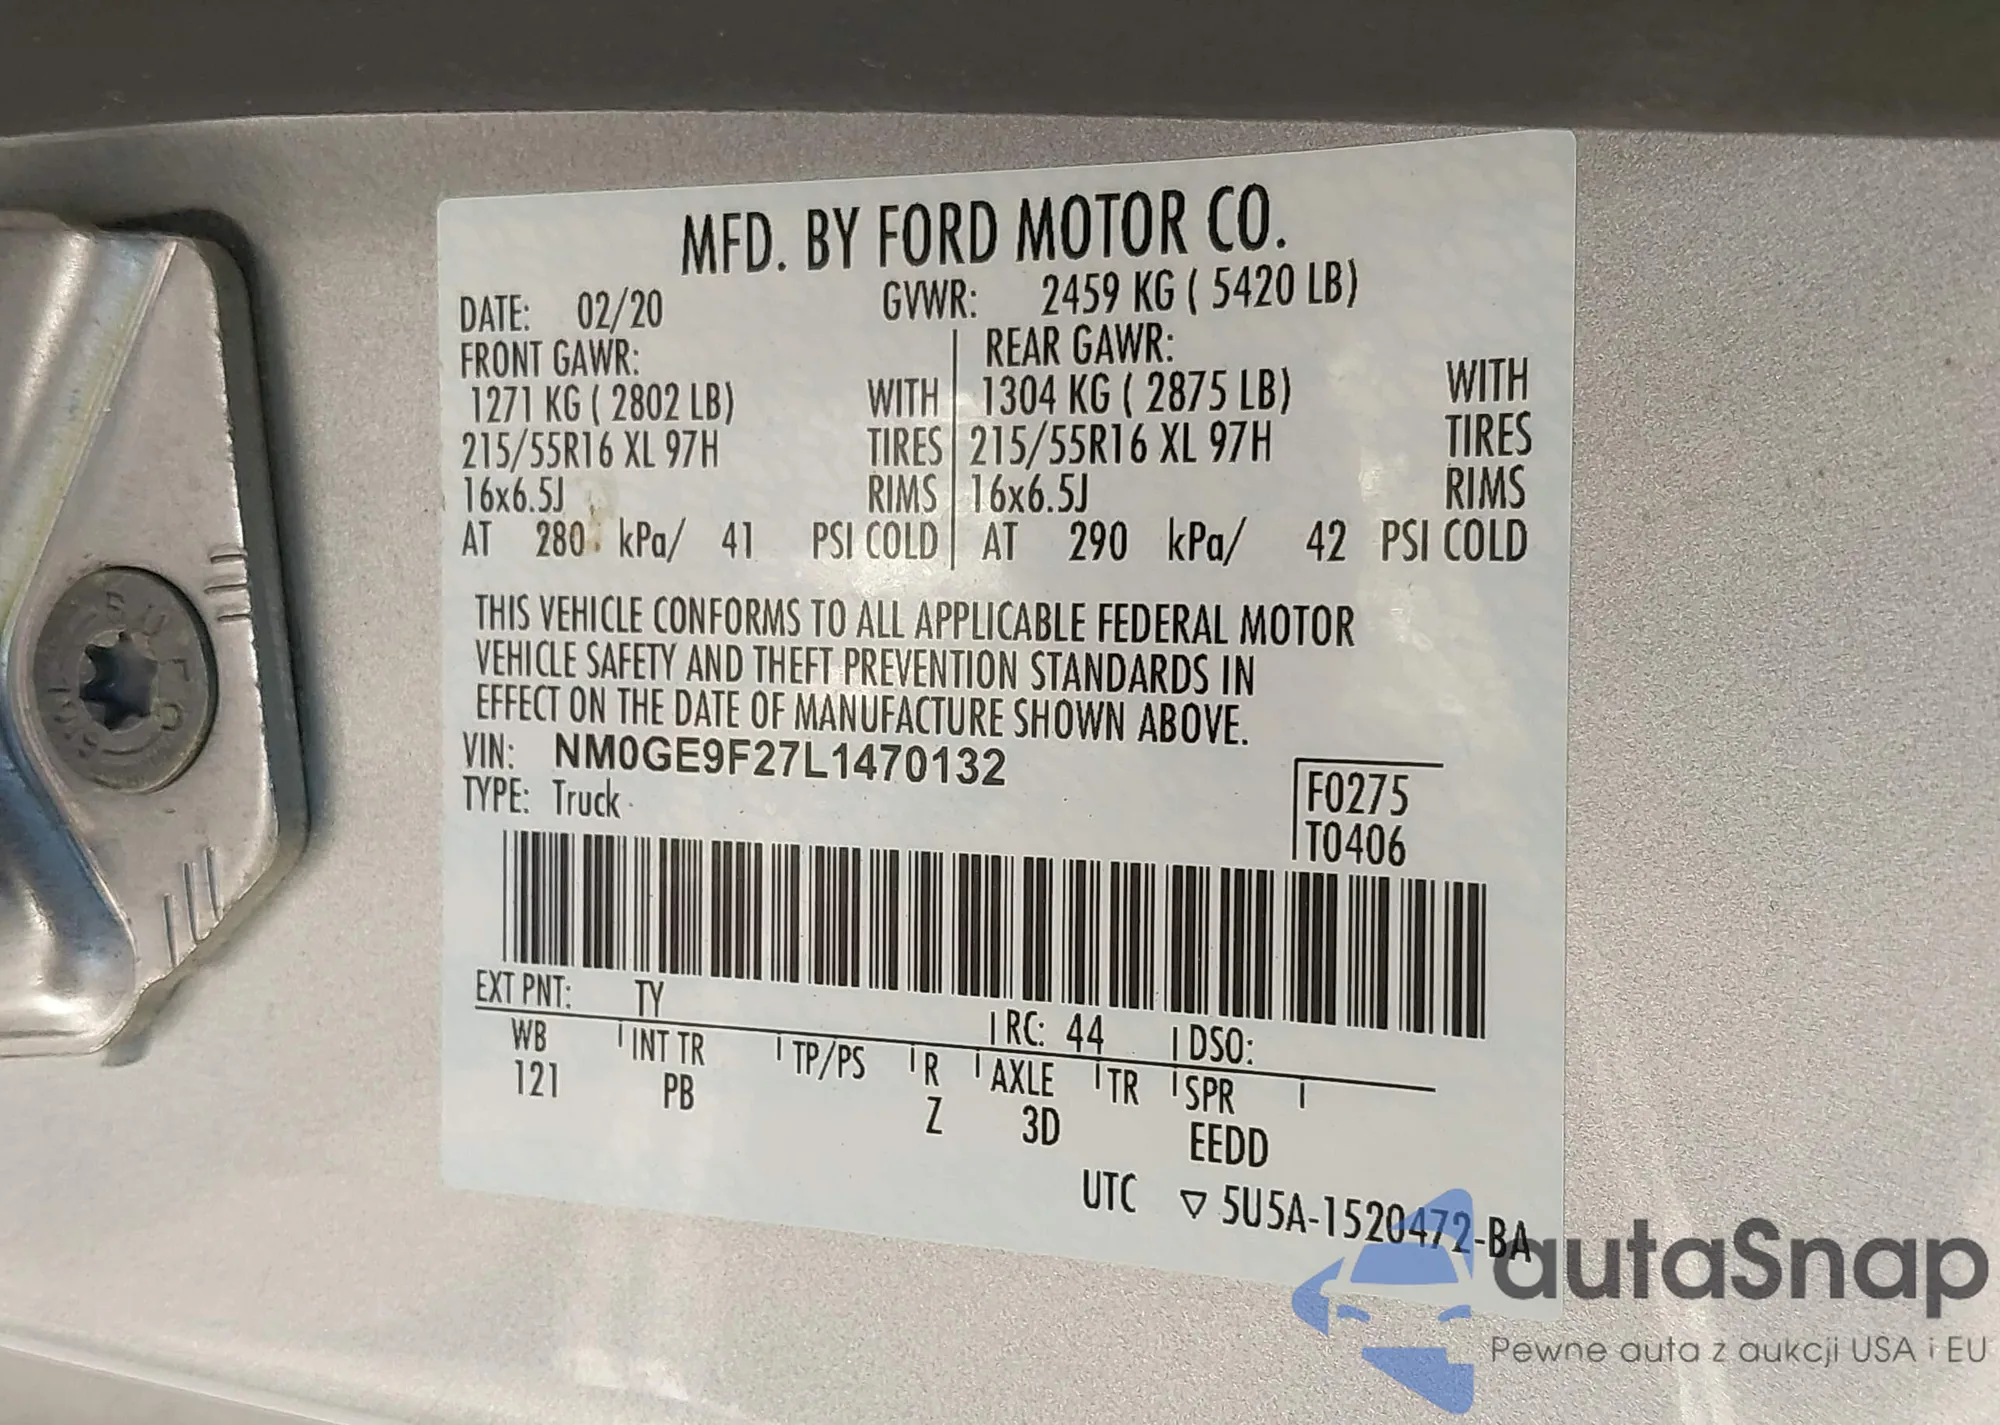 MFD. BY FORD MOTOR CO.
DATE: 02/20 GVWR: 2459 KG ( 5420 LB)
FRONT GAWR: REAR GAWR:
1271 KG ( 2802 LB) WITH 1304 KG ( 2875 LB) WITH
215/55R16 XL 97H TIRES 215/55R16 XL 97H TIRES
16x6.5J RIMS 16x6.5J RIMS
AT 280 kPa/ 41 PSI COLD AT 290 kPa/ 42 PSI COLD
THIS VEHICLE CONFORMS TO ALL APPLICABLE FEDERAL MOTOR
VEHICLE SAFETY AND THEFT PREVENTION STANDARDS IN
EFFECT ON THE DATE OF MANUFACTURE SHOWN ABOVE.
VIN: NM0GE9F27L1470132
TYPE: Truck
F0275
T0406
EXT PNT: TY RC: 44 DSO:
WB INT TR TP/PS R AXLE TR SPR
121 PB Z 3D EEDD
UTC ▽ 5U5A-1520472-BA
autaSnap
Pewne auta z aukcji USA i EU